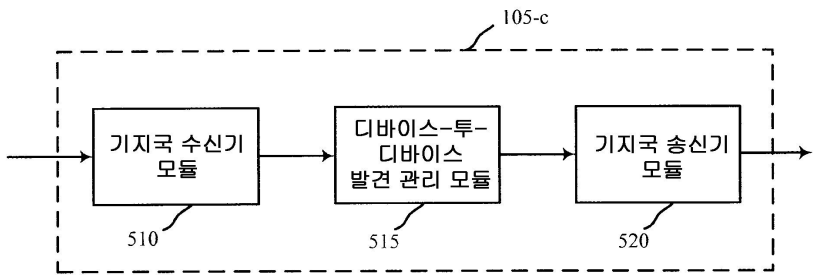 105-c
기지국 수신기
모듈
디바이스-투-
디바이스
발견 관리 모듈
기지국 송신기
모듈
510
515
520